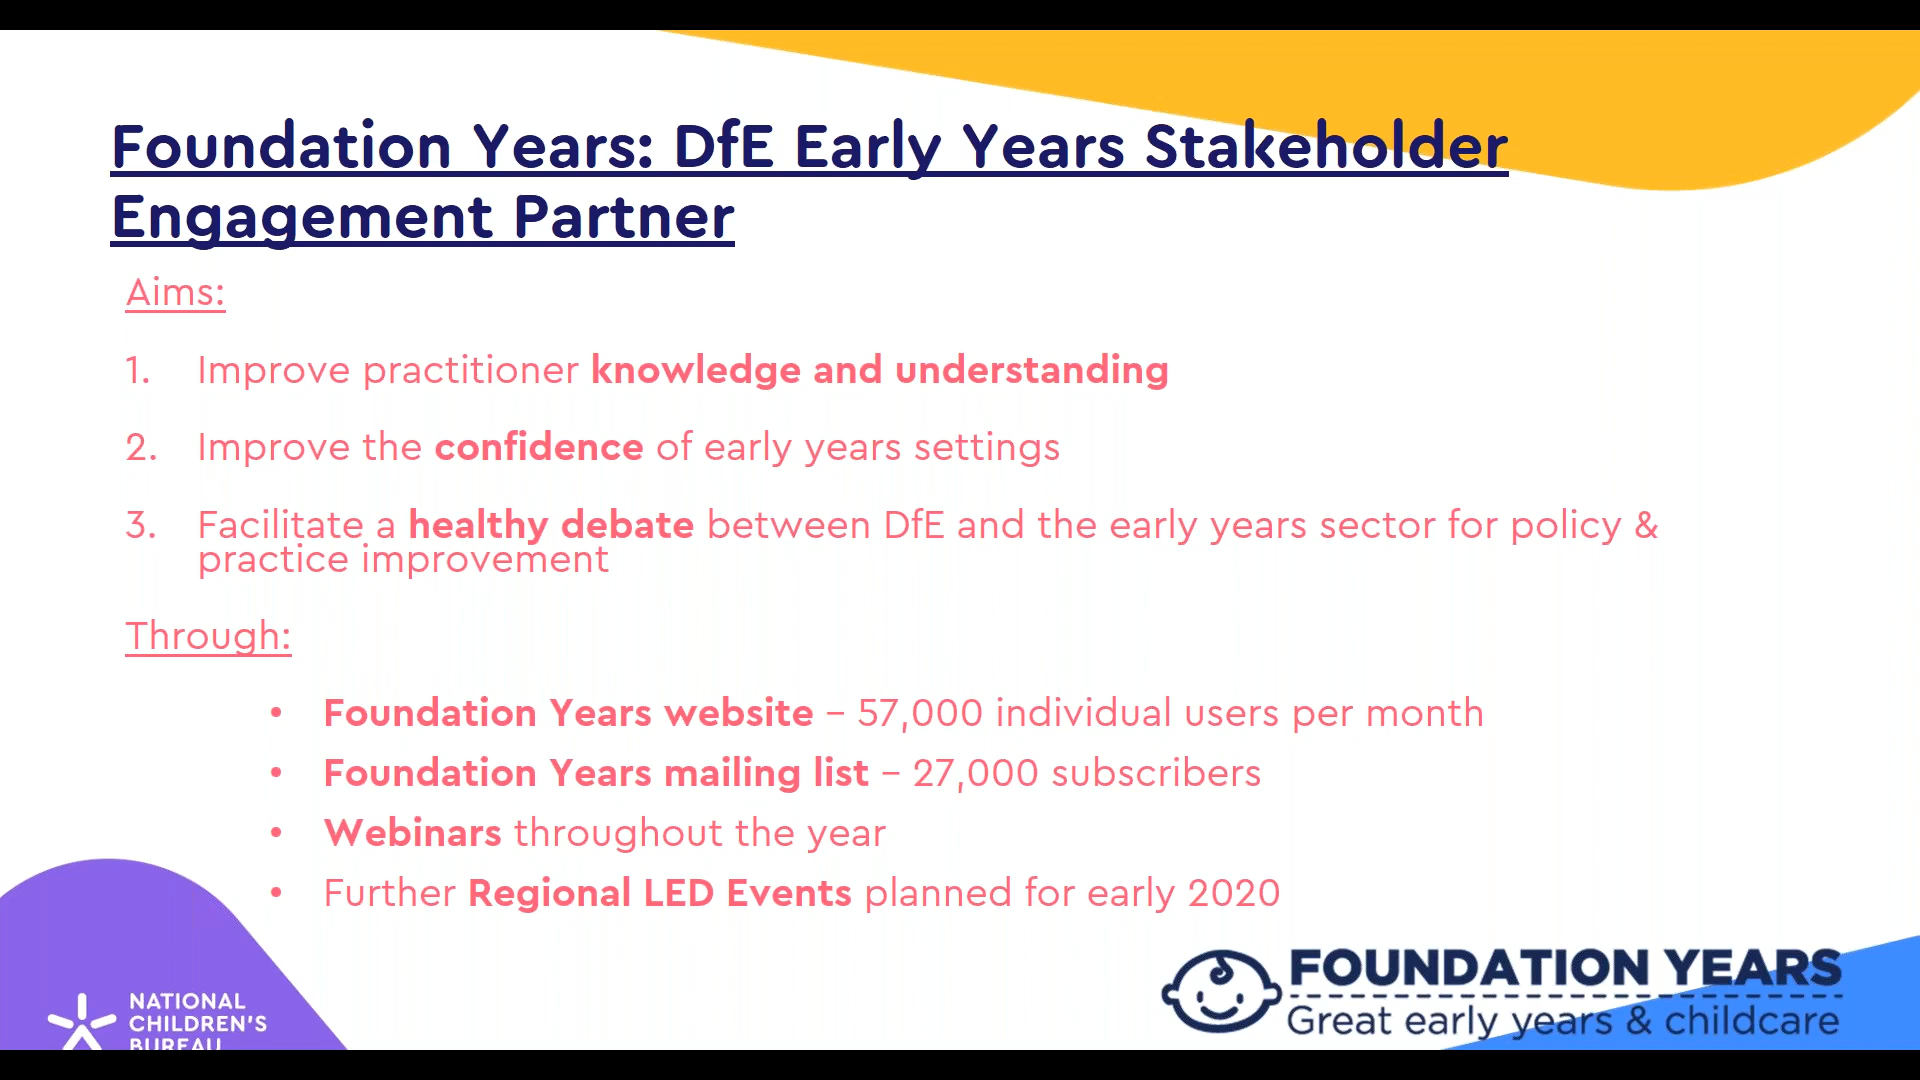 Foundation Years: DfE Early Years Stakeholder
Engagement Partner
Aims:
1. Improve practitioner knowledge and understanding
2. Improve the confidence of early years settings
3. Facilitate a healthy debate between DfE and the early years sector for policy &
practice improvement
Through:
• Foundation Years website – 57,000 individual users per month
• Foundation Years mailing list – 27,000 subscribers
• Webinars throughout the year
• Further Regional LED Events planned for early 2020
NATIONAL
CHILDREN'S
BUREAU
FOUNDATION YEARS
Great early years & childcare